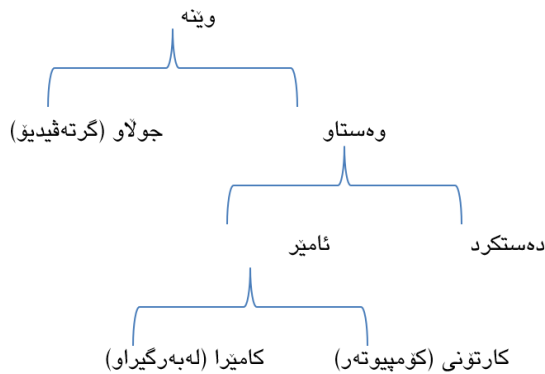 وێنە
وەستاو
جوڵاو (گرتەڤیدیۆ)
دەستکرد
ئامێر
کارتۆنی (کۆمپیوتەر)
کامێرا (لەبەرگیراو)